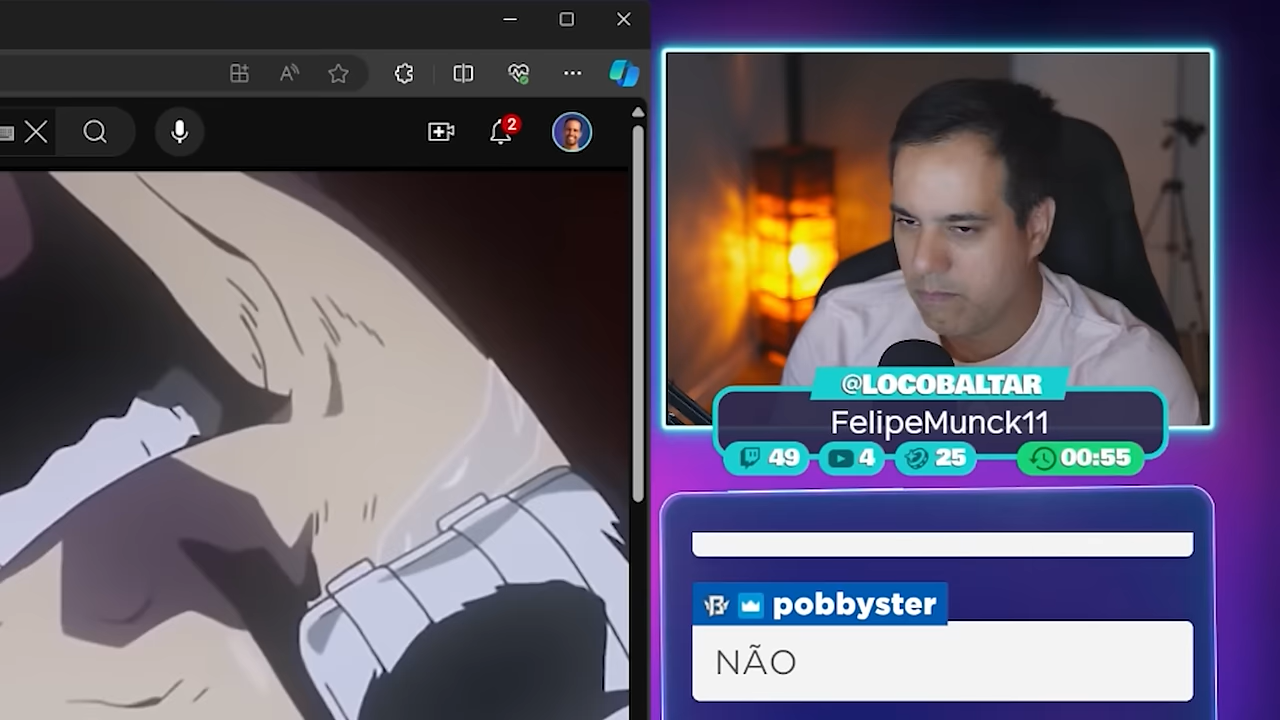 2
@LOCOBALTAR
FelipeMunck11
49
4
25
00:55
pobbyster
NÃO